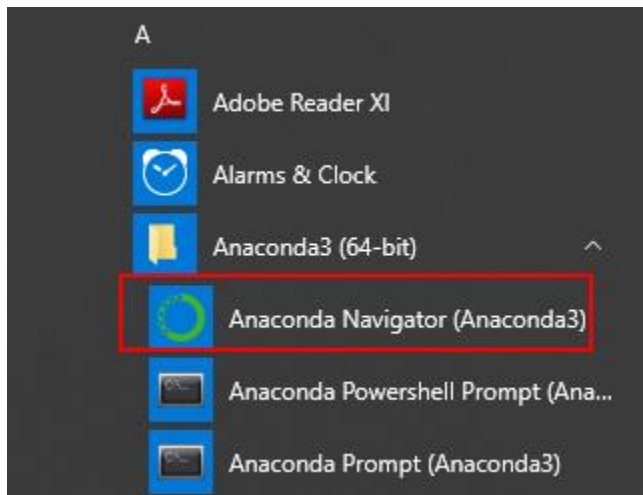 A
Adobe Reader XI
Alarms & Clock
Anaconda3 (64-bit)
Anaconda Navigator (Anaconda3)
Anaconda Powershell Prompt (Ana...
Anaconda Prompt (Anaconda3)